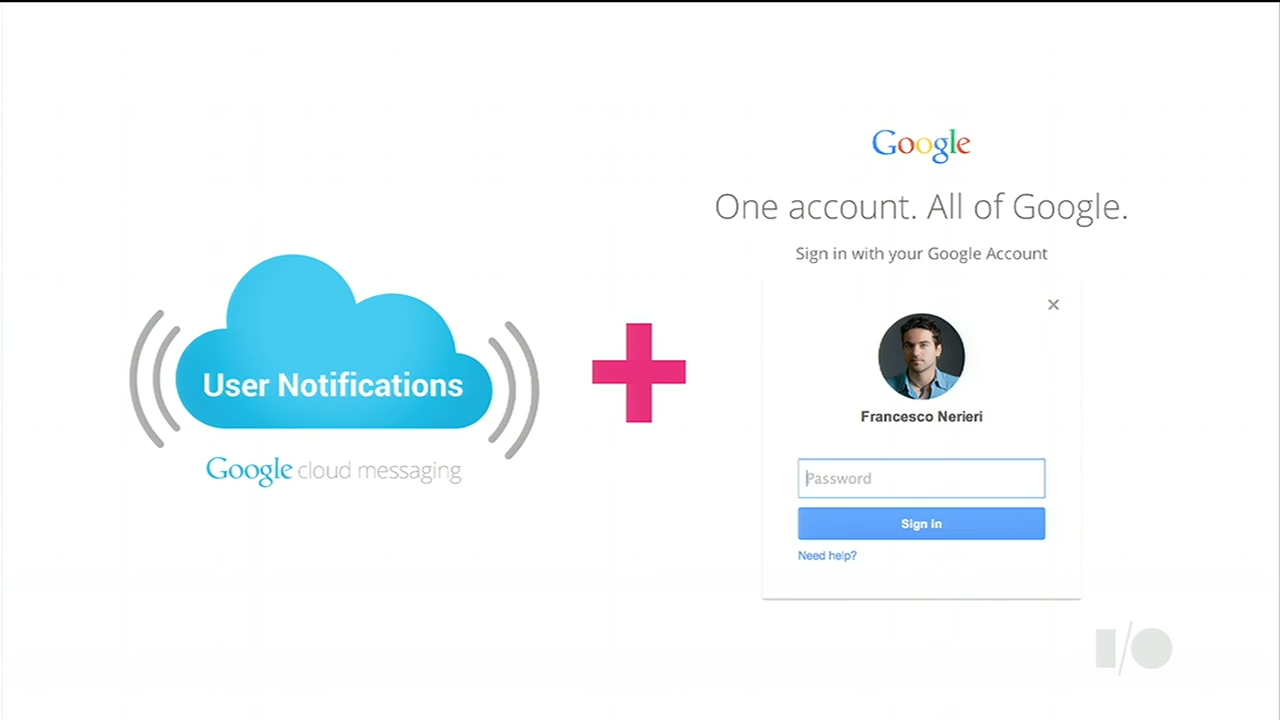 User Notifications
Google cloud messaging
Google
One account. All of Google.
Sign in with your Google Account
Francesco Nerieri
Password
Sign in
Need help?
I/O